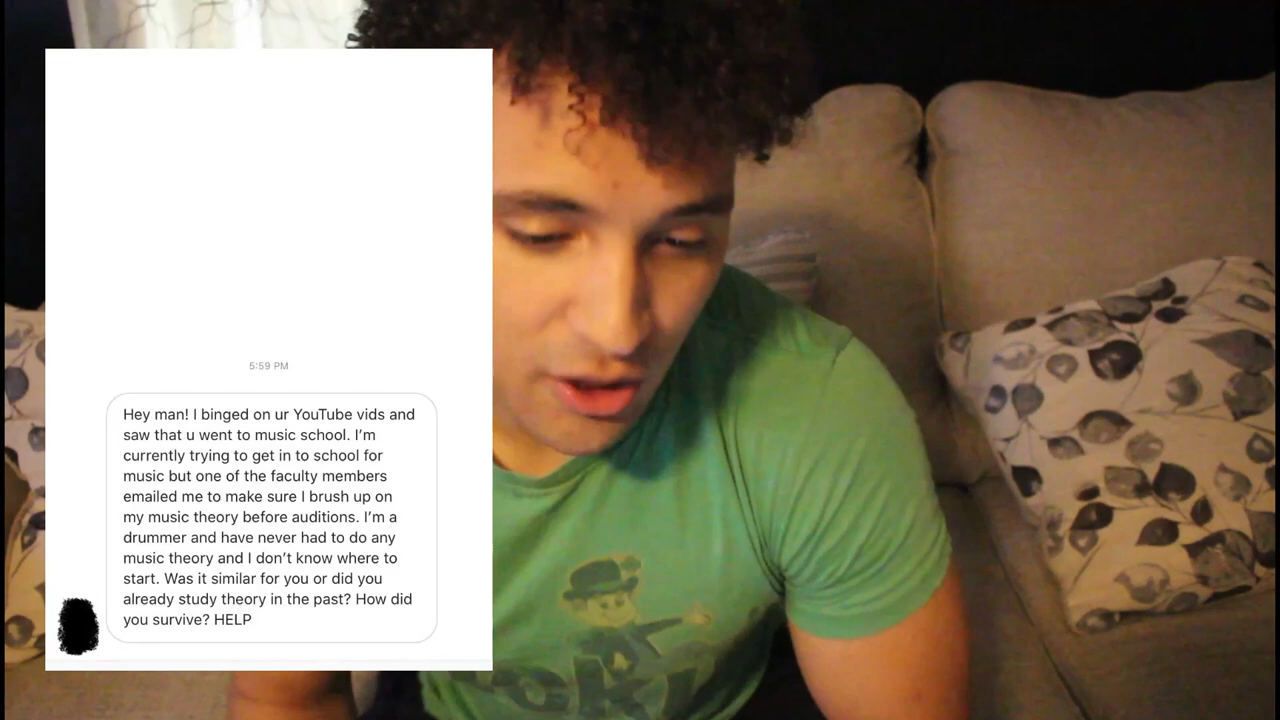 5:59 PM
Hey man! I binged on ur YouTube vids and
saw that u went to music school. I’m
currently trying to get in to school for
music but one of the faculty members
emailed me to make sure I brush up on
my music theory before auditions. I’m a
drummer and have never had to do any
music theory and I don’t know where to
start. Was it similar for you or did you
already study theory in the past? How did
you survive? HELP